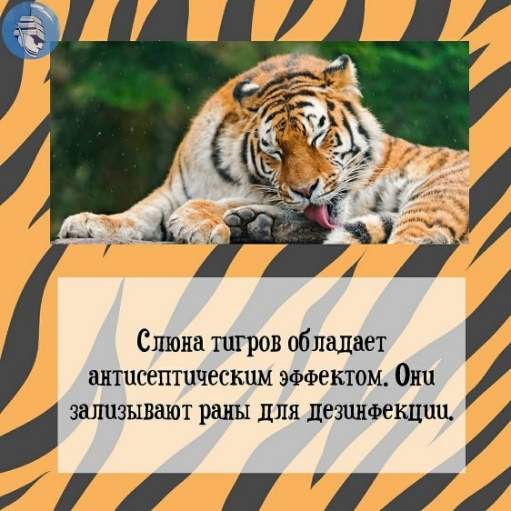 Слюна тигров обладает
антисептическим эффектом. Они
зализывают раны для дезинфекции.